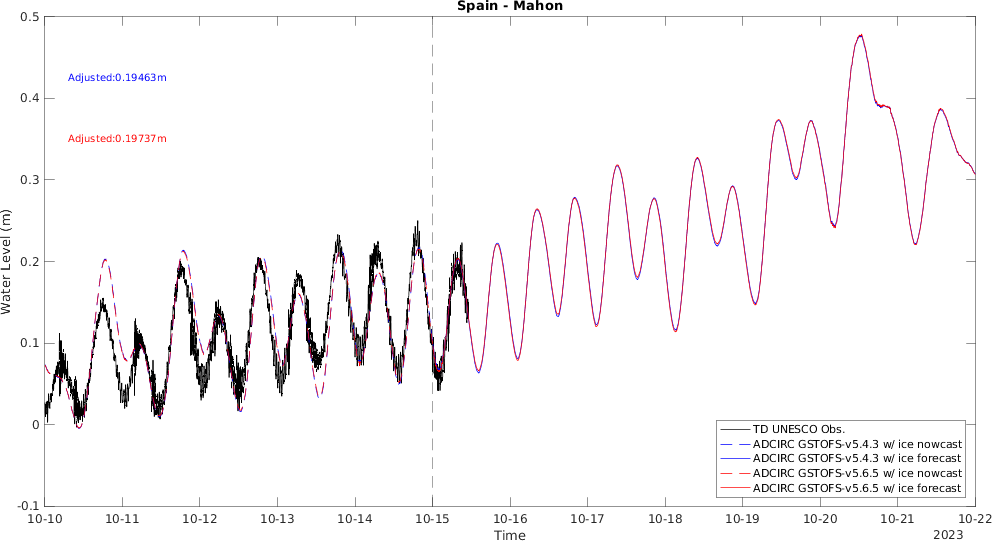 Spain - Mahon
0.5
0.4
0.3
0.2
0.1
0
-0.1
Water Level (m)
Adjusted:0.19463m
Adjusted:0.19737m
TD UNESCO Obs.
ADCIRC GSTOFS-v5.4.3 w/ ice nowcast
ADCIRC GSTOFS-v5.4.3 w/ ice forecast
ADCIRC GSTOFS-v5.6.5 w/ ice nowcast
ADCIRC GSTOFS-v5.6.5 w/ ice forecast
10-10 10-11 10-12 10-13 10-14 10-15 10-16 10-17 10-18 10-19 10-20 10-21 10-22
Time
2023